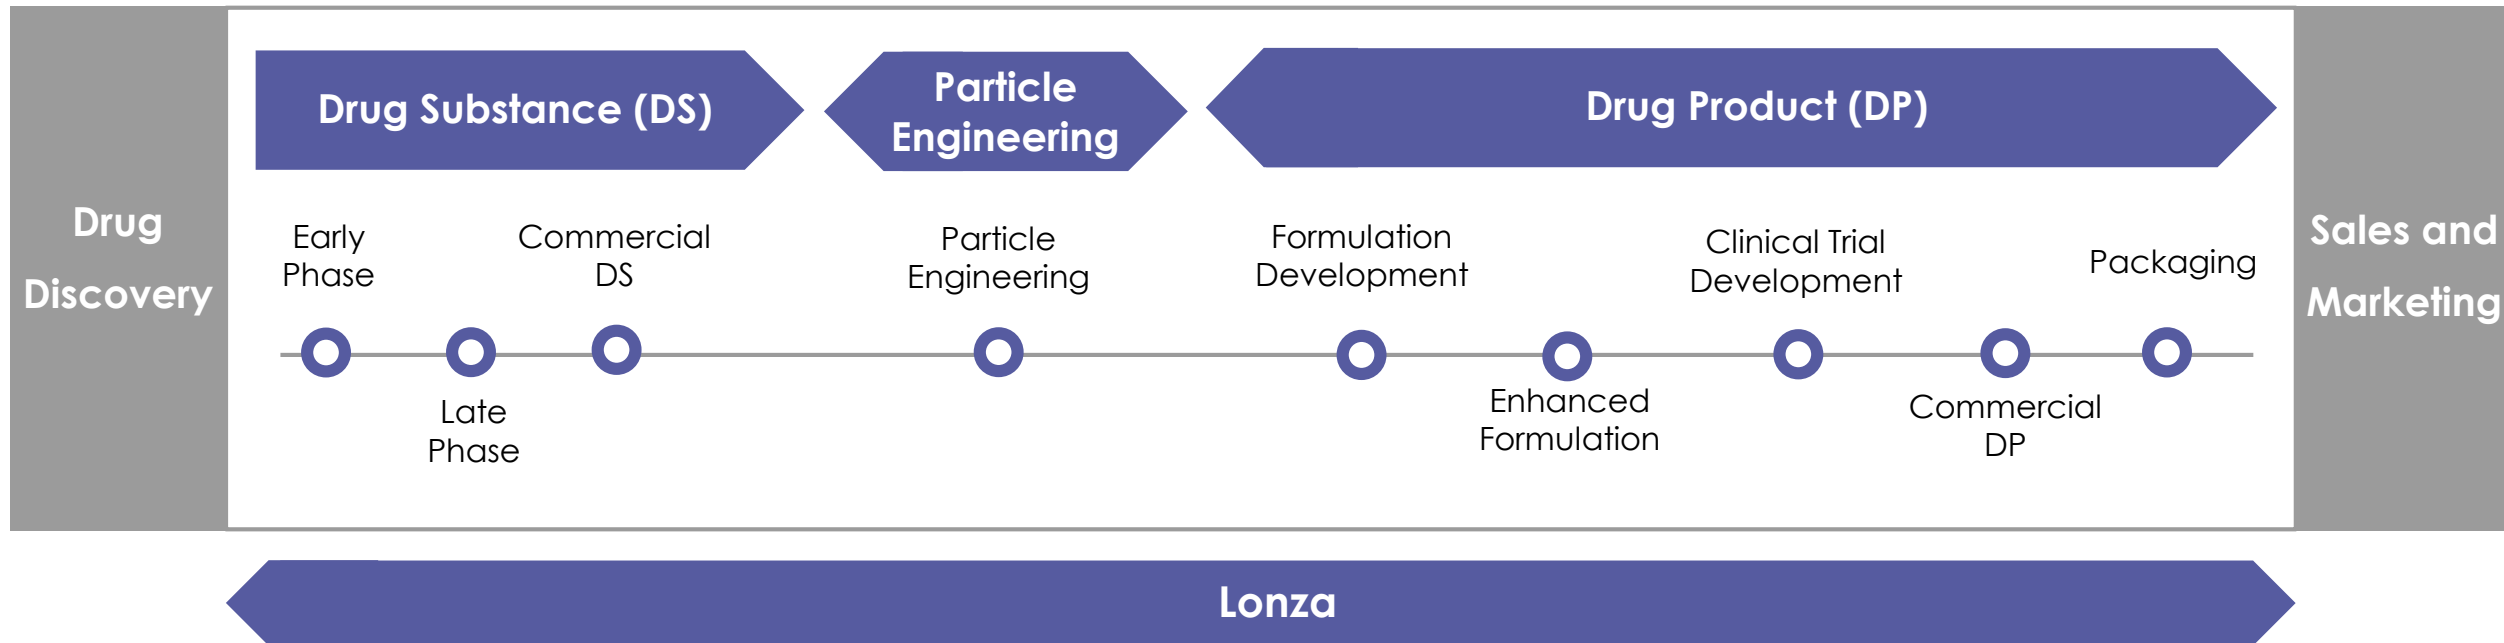 Drug
Discovery
Drug Substance (DS)
Particle
Engineering
Drug Product (DP)
Early
Phase
Late
Phase
Commercial
DS
Particle
Engineering
Formulation
Development
Enhanced
Formulation
Clinical Trial
Development
Commercial
DP
Packaging
Sales and
Marketing
Lonza